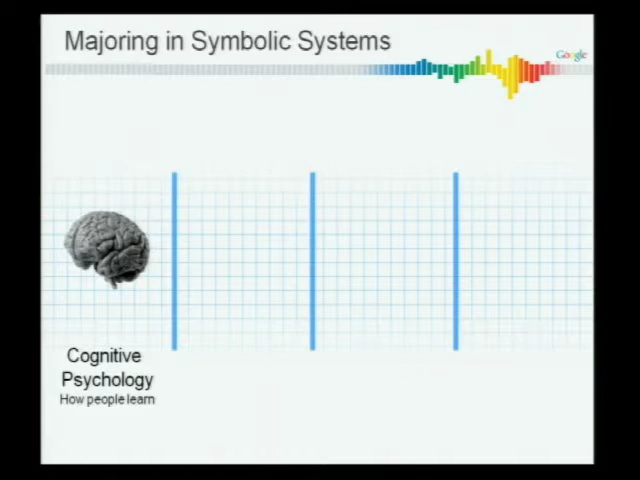 Majoring in Symbolic Systems
Google
Cognitive
Psychology
How people learn